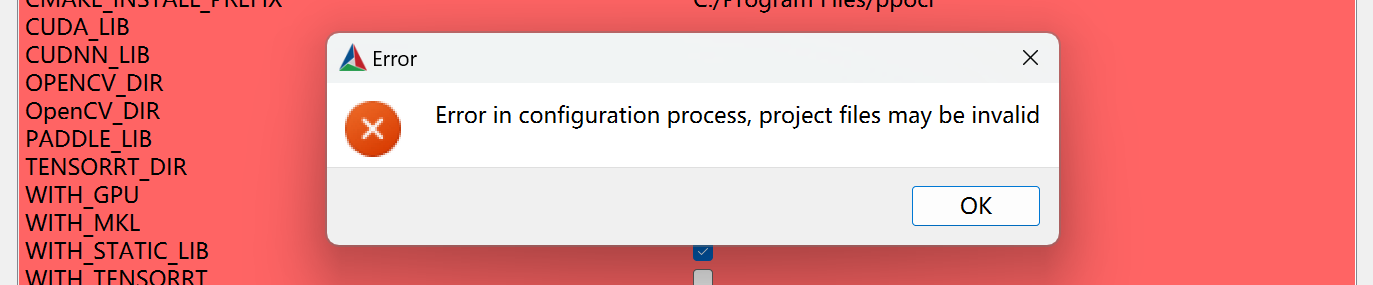 CMAKE_INSTALL_PREFIX C:/Program Files/ppocr
CUDA_LIB
CUDNN_LIB
OPENCV_DIR
OpenCV_DIR
PADDLE_LIB
TENSORRT_DIR
WITH_GPU
WITH_MKL
WITH_STATIC_LIB
WITH_TENSORRT
Error
Error in configuration process, project files may be invalid
OK